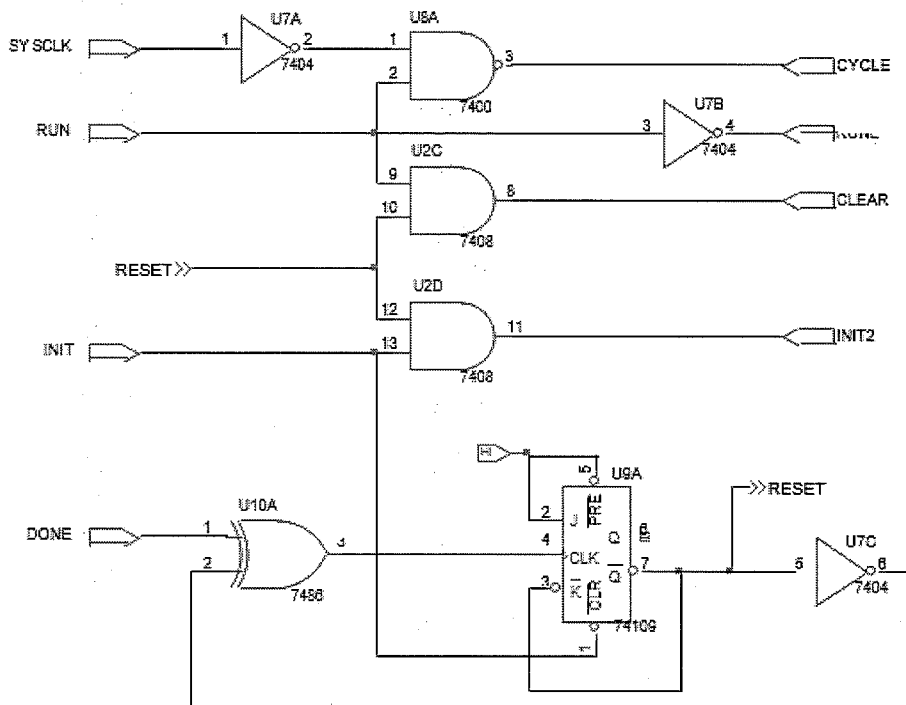 U7A
U8A
SYSCLK
1
2
7404
1
2
3
7400
CYCLE
RUN
U7B
3
4
7404
U2C
9
10
8
7408
CLEAR
RESET
U2D
12
13
11
7408
INIT2
INIT
H
5
U9A
RESET
U10A
DONE
1
2
3
7486
2
4
3
J
PRE
CLK
K
CLR
Q
Q
7
1
74109
U7C
5
6
7404